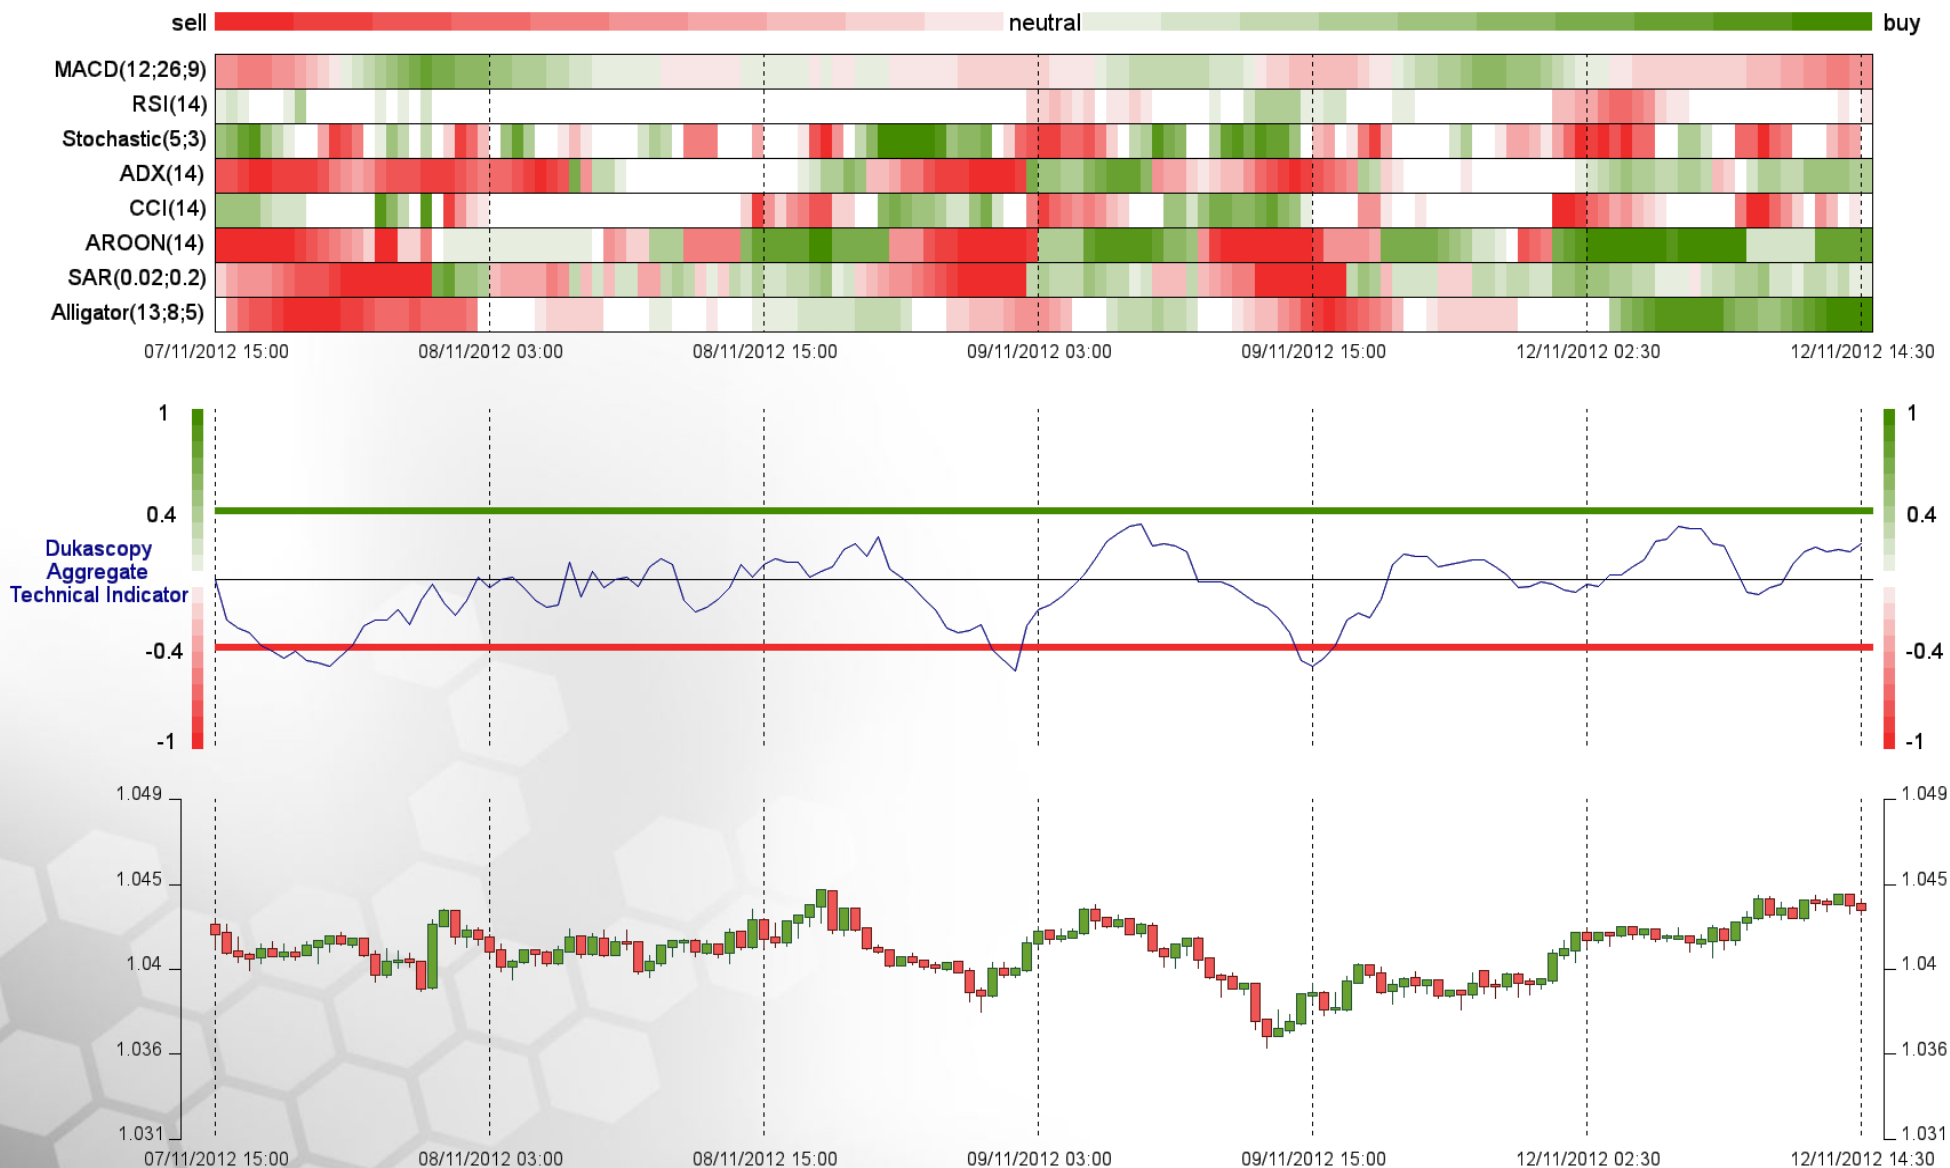 sell neutral buy
MACD(12;26;9)
RSI(14)
Stochastic(5;3)
ADX(14)
CCI(14)
AROON(14)
SAR(0.02;0.2)
Alligator(13;8;5)
07/11/2012 15:00 08/11/2012 03:00 08/11/2012 15:00 09/11/2012 03:00 09/11/2012 15:00 12/11/2012 02:30 12/11/2012 14:30
1 1
0.4 0.4
Dukascopy
Aggregate
Technical Indicator
-0.4 -0.4
-1 -1
1.049 1.049
1.045 1.045
1.04 1.04
1.036 1.036
1.031 1.031
07/11/2012 15:00 08/11/2012 03:00 08/11/2012 15:00 09/11/2012 03:00 09/11/2012 15:00 12/11/2012 02:30 12/11/2012 14:30